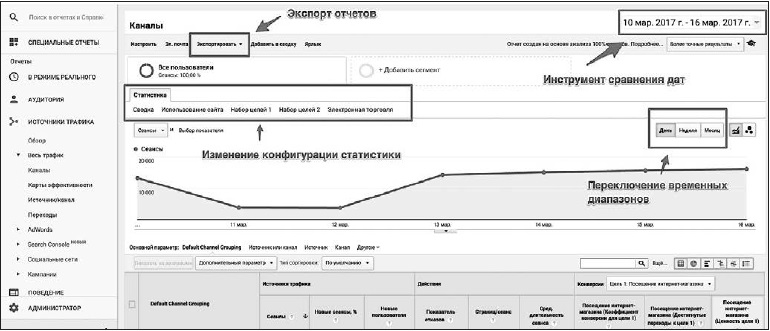 Поиск в отчетах и Справке
СПЕЦИАЛЬНЫЕ ОТЧЕТЫ
Отчеты
В РЕЖИМЕ РЕАЛЬНОГО
АУДИТОРИЯ
ИСТОЧНИКИ ТРАФИКА
Обзор
Весь трафик
Каналы
Карты эффективности
Источник/канал
Переходы
AdWords
Search Console
Социальные сети
Кампании
ПОВЕДЕНИЕ
АДМИНИСТРАТОР
Каналы
Экспорт отчетов
10 мар. 2017 г. - 16 мар. 2017 г.
Настроить Эл. почта Экспортировать Добавить в сводку Ярлык
Отчет создан на основе анализа 100% Подробнее... Более точные результаты
Все пользователи
Сеансы: 100.00 %
+ Добавить сегмент
Инструмент сравнения дат
Статистика
Сводка Использование сайта Набор целей 1 Набор целей 2 Электронная торговля
Сеансы и Выбор показателя
День Неделя Месяц
Изменение конфигурации статистики
Сеансы
20 000
10 000
Переключение временных
диапазонов
... 11 мар. 12 мар. 13 мар. 14 мар. 15 мар. 16 мар.
Основной параметр: Default Channel Grouping Источник или канал Источник Канал Другое
Дополнительный параметр Тип сортировки: По умолчанию Ещё...
Источники трафика Действия Конверсии Цель 1: Посещение интернет-магазина
Default Channel Grouping
Сеансы
Новые сеансы, %
Новые пользователи
Показатель отказов
Страниц/сеанс
Сред. длительность сеанса
Посещение интернет-магазина (Коэффициент конверсии для цели 1)
Посещение интернет-магазина (Достигнутые переходы к цели 1)
Посещение интернет-магазина (Ценность цели 1)